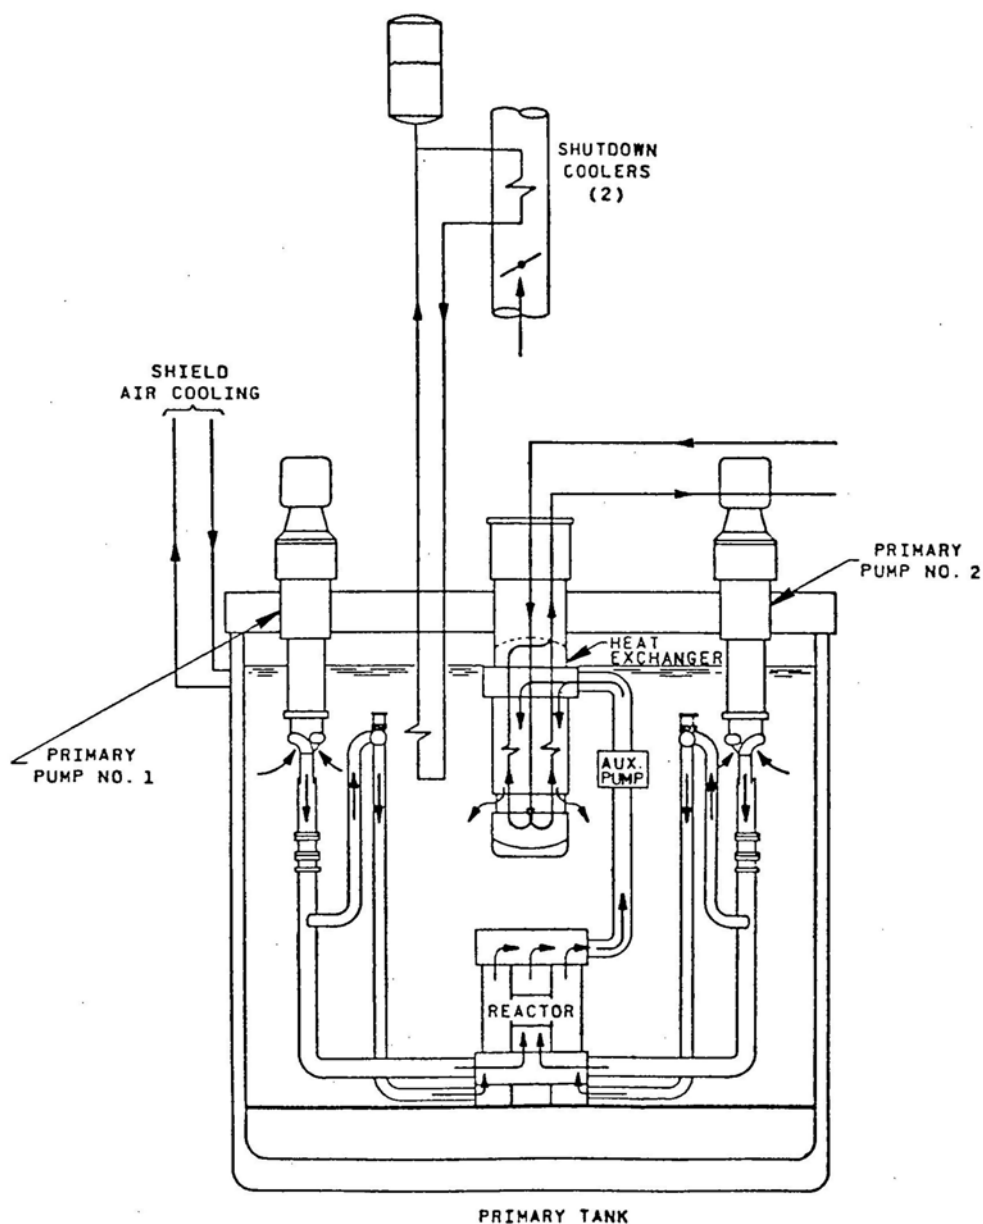 SHUTDOWN
COOLERS
(2)
SHIELD
AIR COOLING
PRIMARY
PUMP NO. 2
HEAT
EXCHANGER
PRIMARY
PUMP NO. 1
AUX.
PUMP
REACTOR
PRIMARY TANK